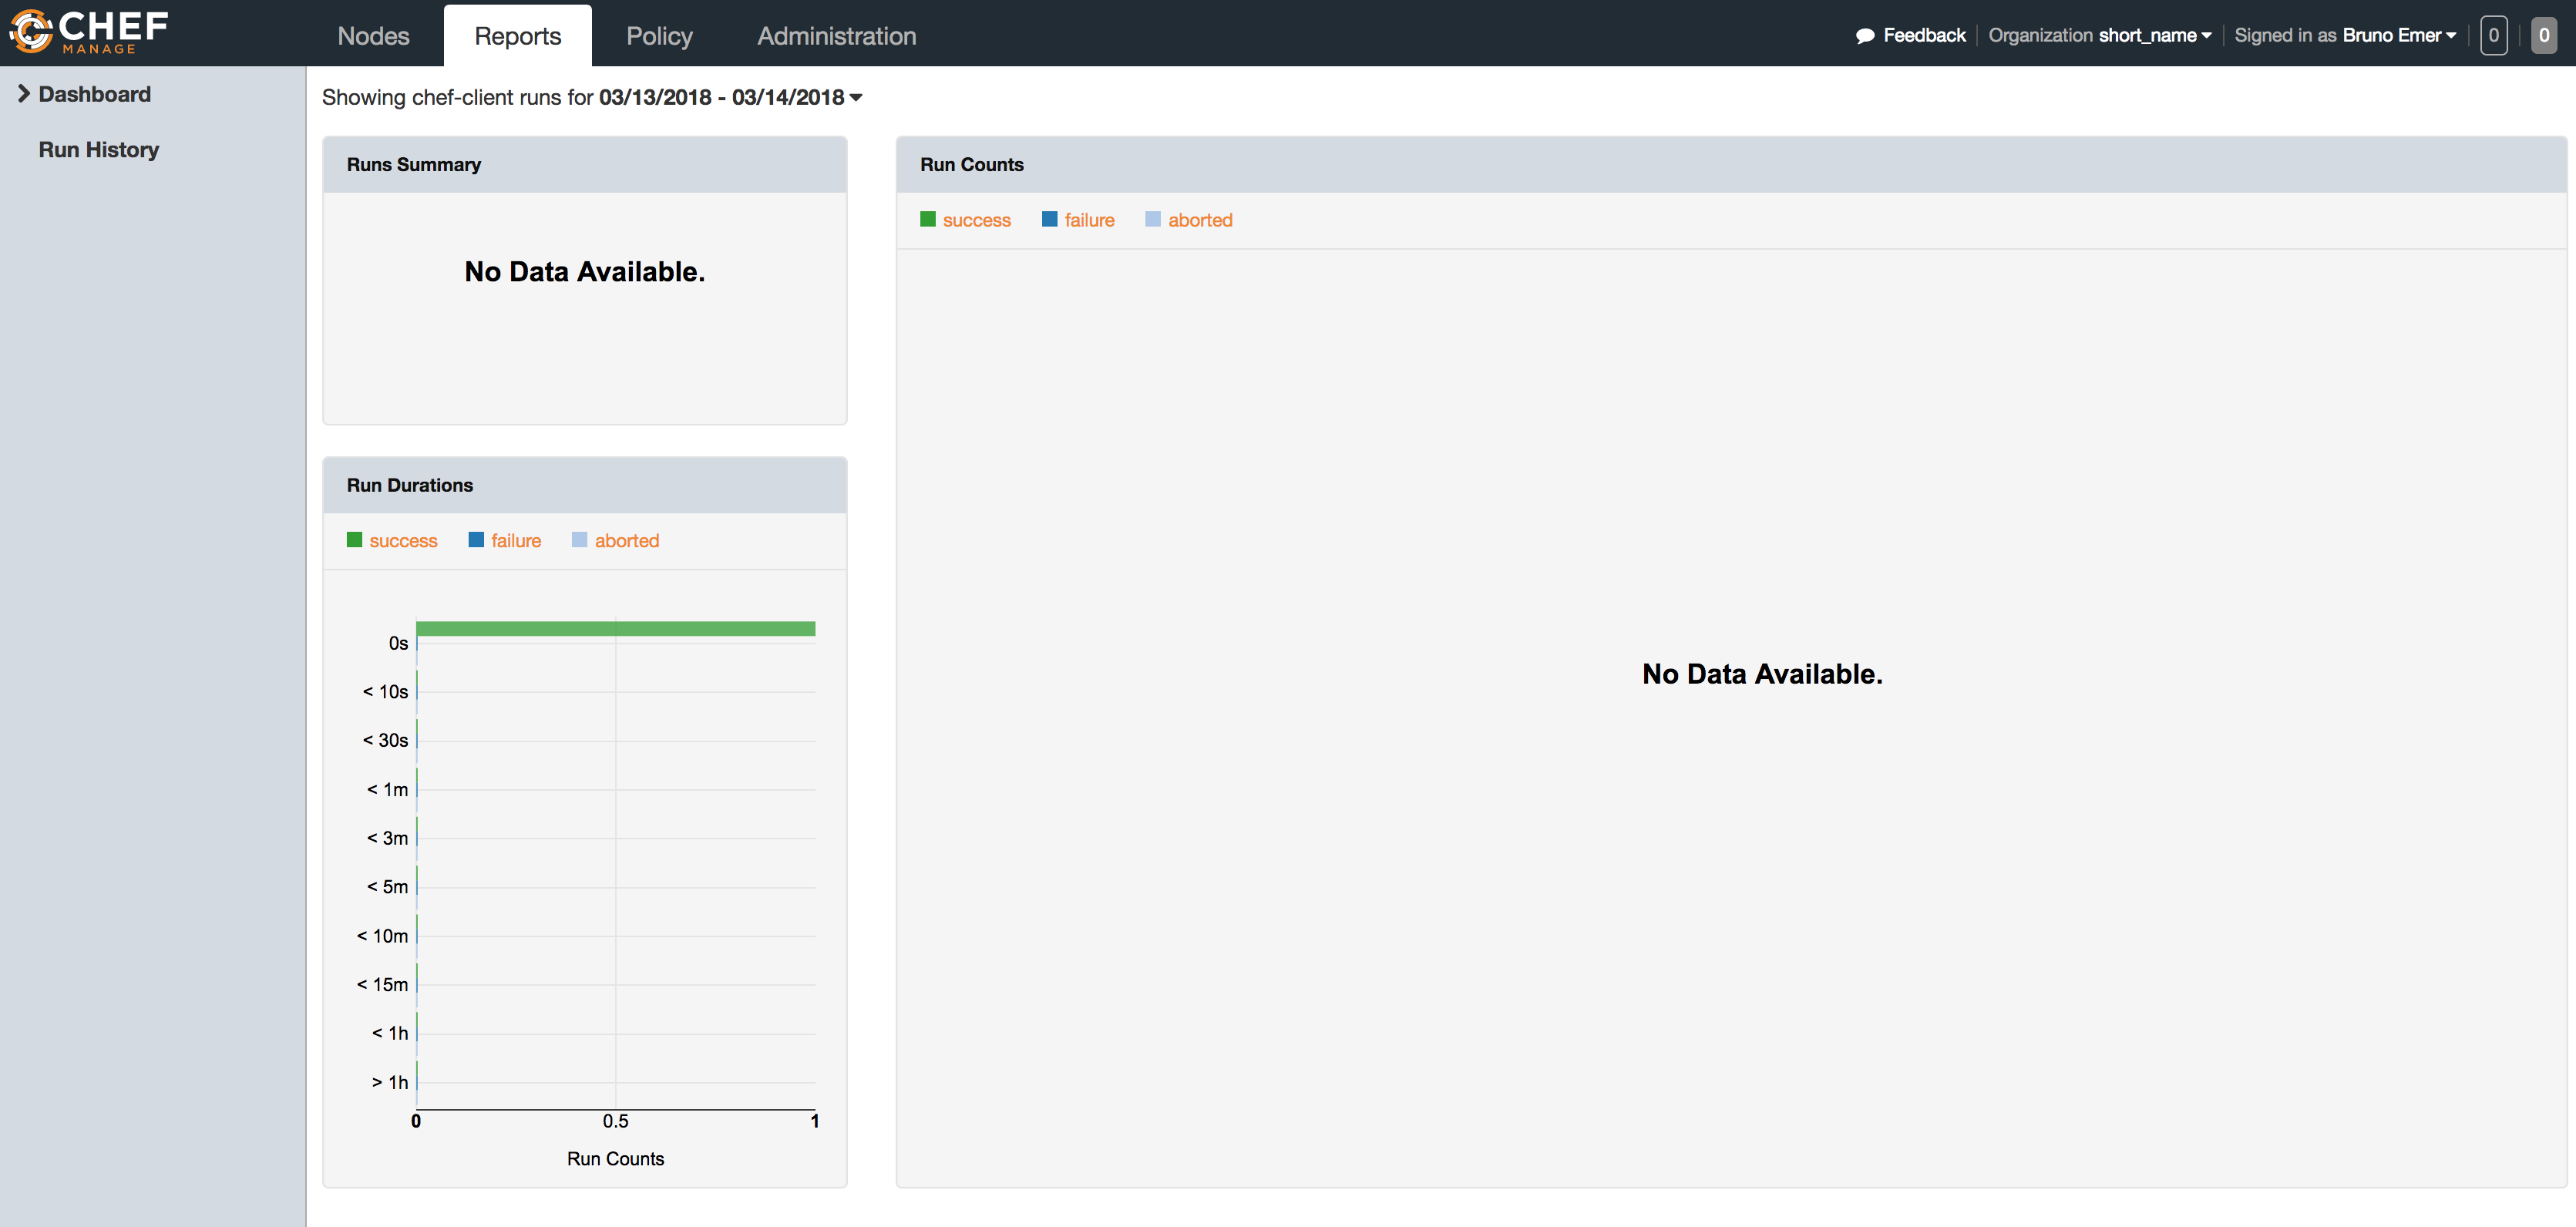 CHEF
MANAGE
Nodes Reports Policy Administration
Feedback Organization short_name Signed in as Bruno Emer 0 0
Dashboard
Run History
Showing chef-client runs for 03/13/2018 - 03/14/2018
Runs Summary
No Data Available.
Run Durations
success failure aborted
0s
< 10s
< 30s
< 1m
< 3m
< 5m
< 10m
< 15m
< 1h
> 1h
0 0.5 1
Run Counts
Run Counts
success failure aborted
No Data Available.